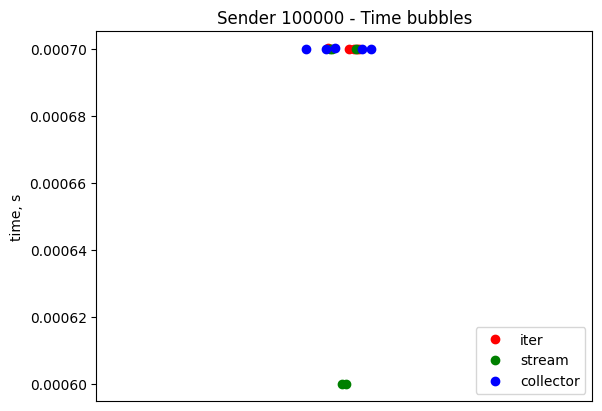 Sender 100000 - Time bubbles
time, s
0.00070
0.00068
0.00066
0.00064
0.00062
0.00060
iter
stream
collector